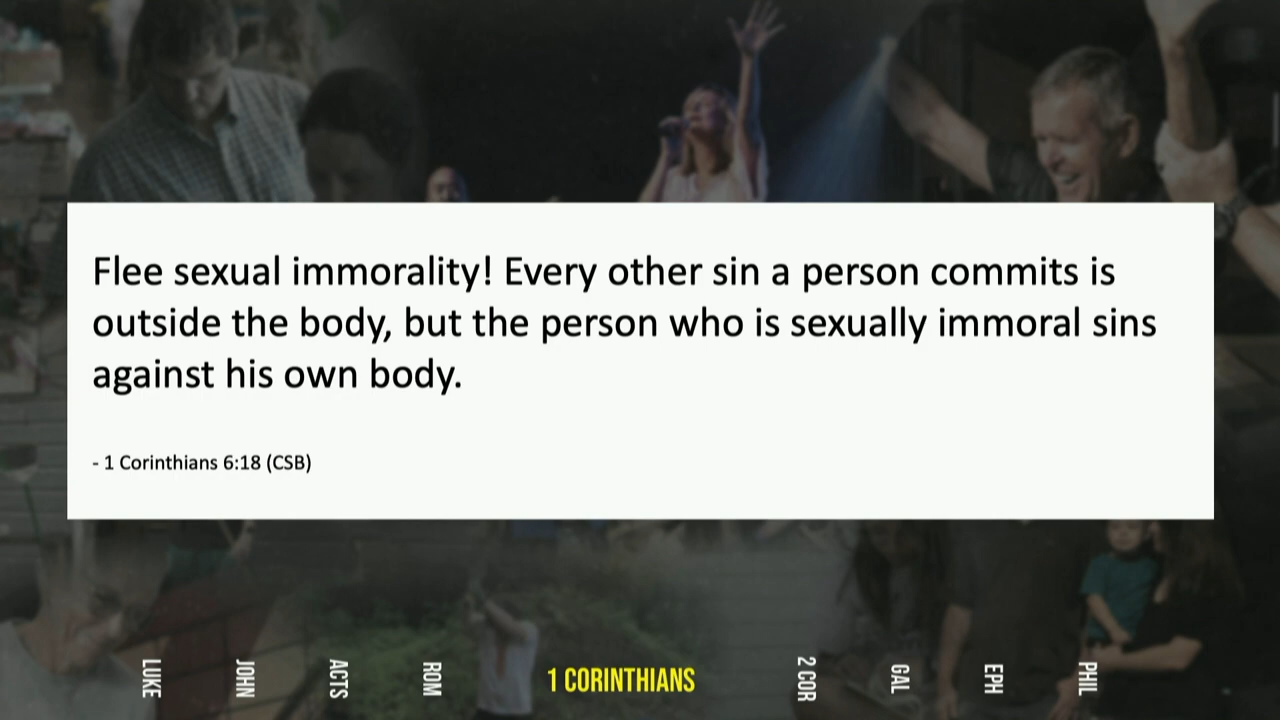 Flee sexual immorality! Every other sin a person commits is
outside the body, but the person who is sexually immoral sins
against his own body.
- 1 Corinthians 6:18 (CSB)
LUKE
JOHN
ACTS
ROM
1 CORINTHIANS
2 COR
GAL
EPH
PHIL